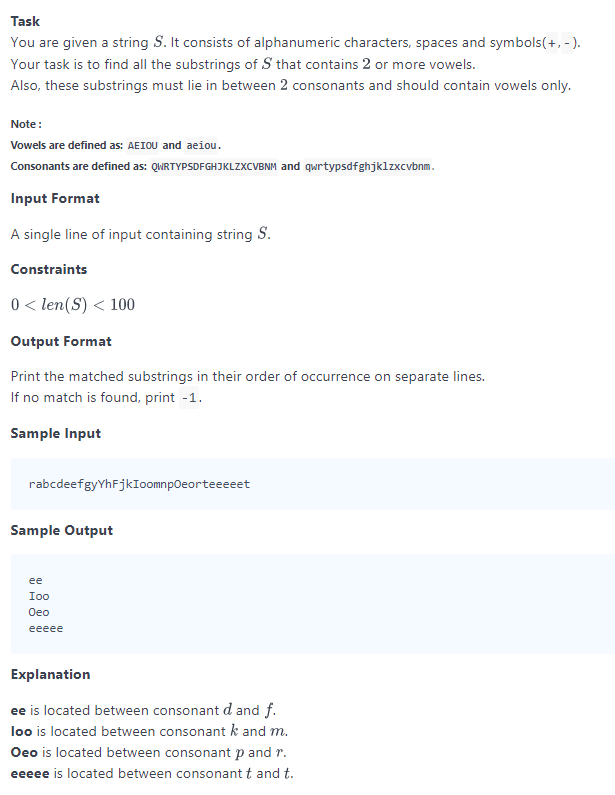 Task
You are given a string S. It consists of alphanumeric characters, spaces and symbols(+,-).
Your task is to find all the substrings of S that contains 2 or more vowels.
Also, these substrings must lie in between 2 consonants and should contain vowels only.
Note :
Vowels are defined as: AEIOU and aeiou.
Consonants are defined as: QWRTYPSDFGHJKLZXCVBNM and qwrtypsdfghjklzxcvbnm.
Input Format
A single line of input containing string S.
Constraints
0 < len(S) < 100
Output Format
Print the matched substrings in their order of occurrence on separate lines.
If no match is found, print -1.
Sample Input
rabcdeefgyYhFjkIoomnpOeorteeeeet
Sample Output
ee
Ioo
Oeo
eeeee
Explanation
ee is located between consonant d and f.
Ioo is located between consonant k and m.
Oeo is located between consonant p and r.
eeeee is located between consonant t and t.